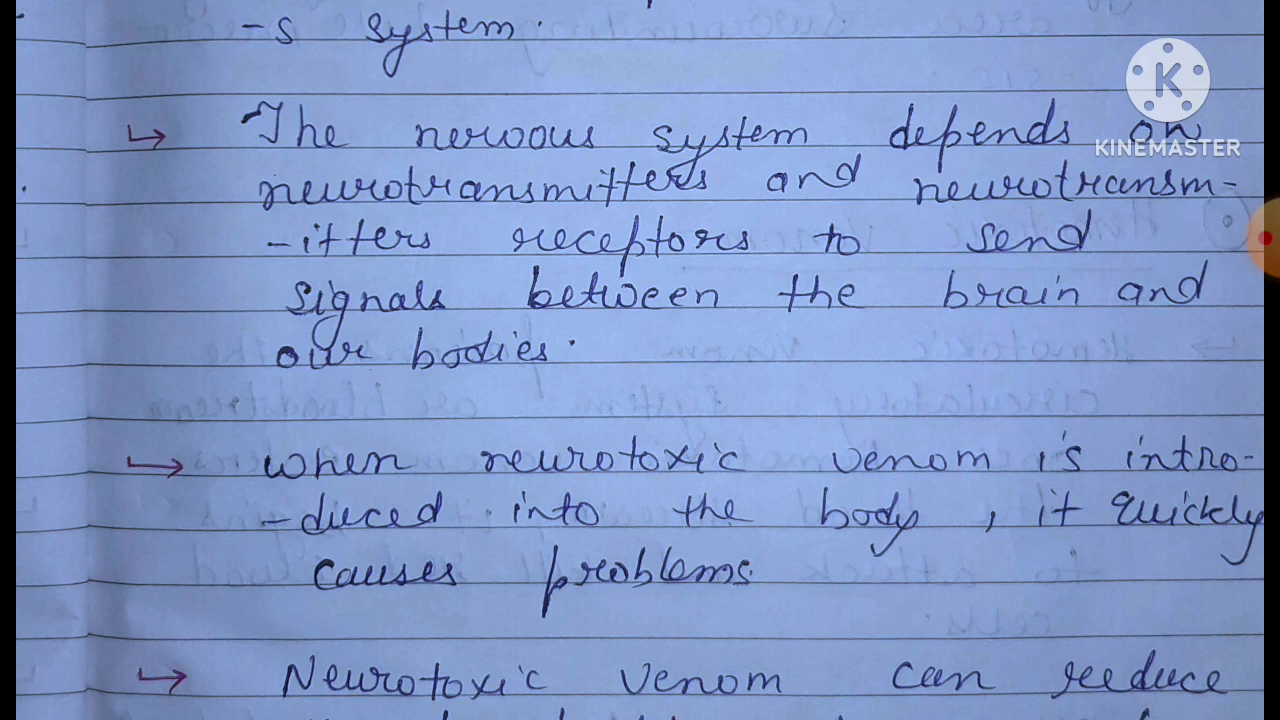 -s system.
↳ The nervous system depends on
neurotransmitters and neurotransm-
-itters receptors to send
signals between the brain and
our bodies.
↳ when neurotoxic venom is intro-
-duced into the body, it quickly
causes problems.
↳ Neurotoxic venom can reduce
K
KINEMASTER